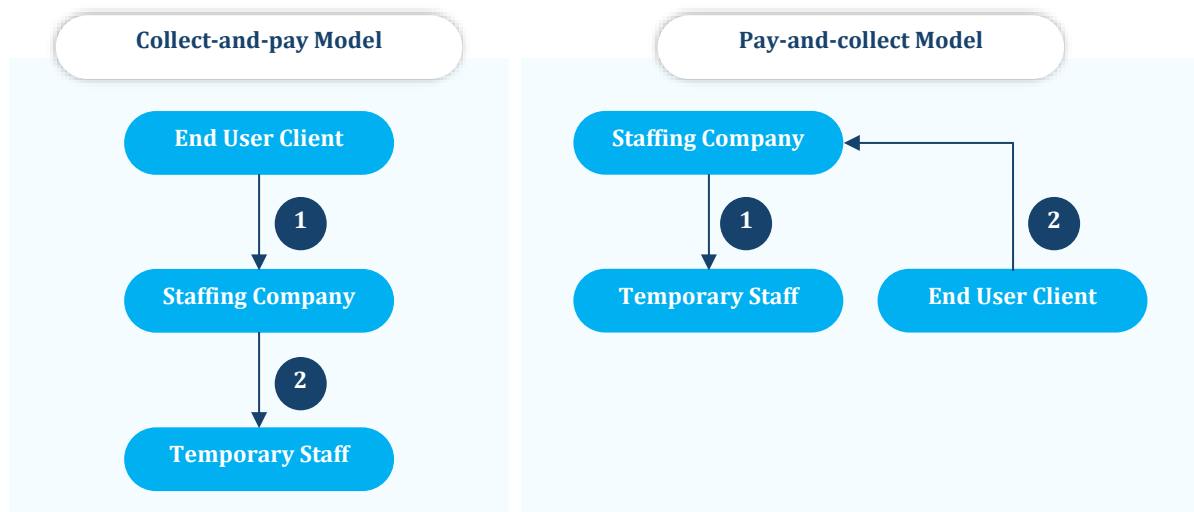 Collect-and-pay Model
End User Client
1
Staffing Company
2
Temporary Staff
Pay-and-collect Model
Staffing Company
1
2
Temporary Staff
End User Client